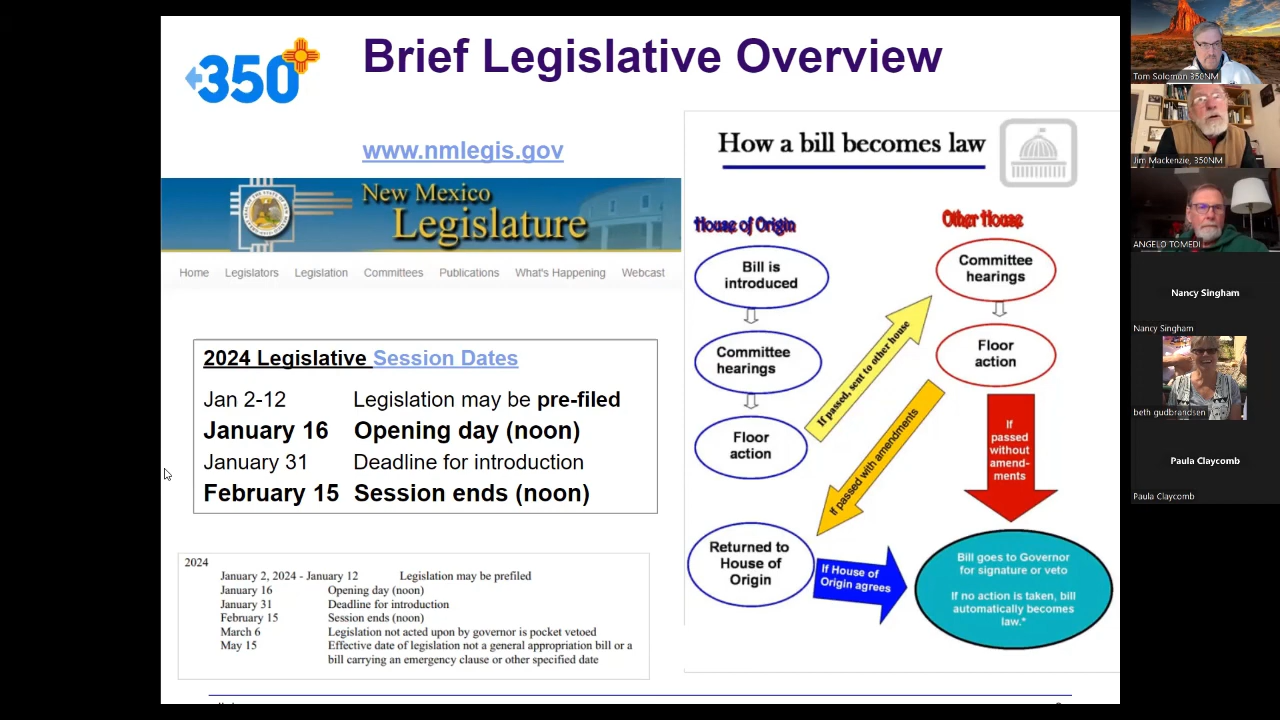 350
Brief Legislative Overview
www.nmlegis.gov
New Mexico
Legislature
Home Legislators Legislation Committees Publications What's Happening Webcast
2024 Legislative Session Dates
Jan 2-12 Legislation may be pre-filed
January 16 Opening day (noon)
January 31 Deadline for introduction
February 15 Session ends (noon)
2024
January 2, 2024 - January 12 Legislation may be prefiled
January 16 Opening day (noon)
January 31 Deadline for introduction
February 15 Session ends (noon)
March 6 Legislation not acted upon by governor is pocket vetoed
May 15 Effective date of legislation not a general appropriation bill or a
bill carrying an emergency clause or other specified date
How a bill becomes law
House of Origin
Bill is
introduced
Committee
hearings
Floor
action
If passed, sent to other house
Other House
Committee
hearings
Floor
action
If passed with amendments
If
passed
without
amend-
ments
Returned to
House of
Origin
If House of
Origin agrees
Bill goes to Governor
for signature or veto
If no action is taken, bill
automatically becomes
law.*
Tom Solomon 350NM
Jim Mackenzie, 350NM
ANGELO TOMEDI
Nancy Singham
Nancy Singham
beth gudbrandsen
Paula Claycomb
Paula Claycomb